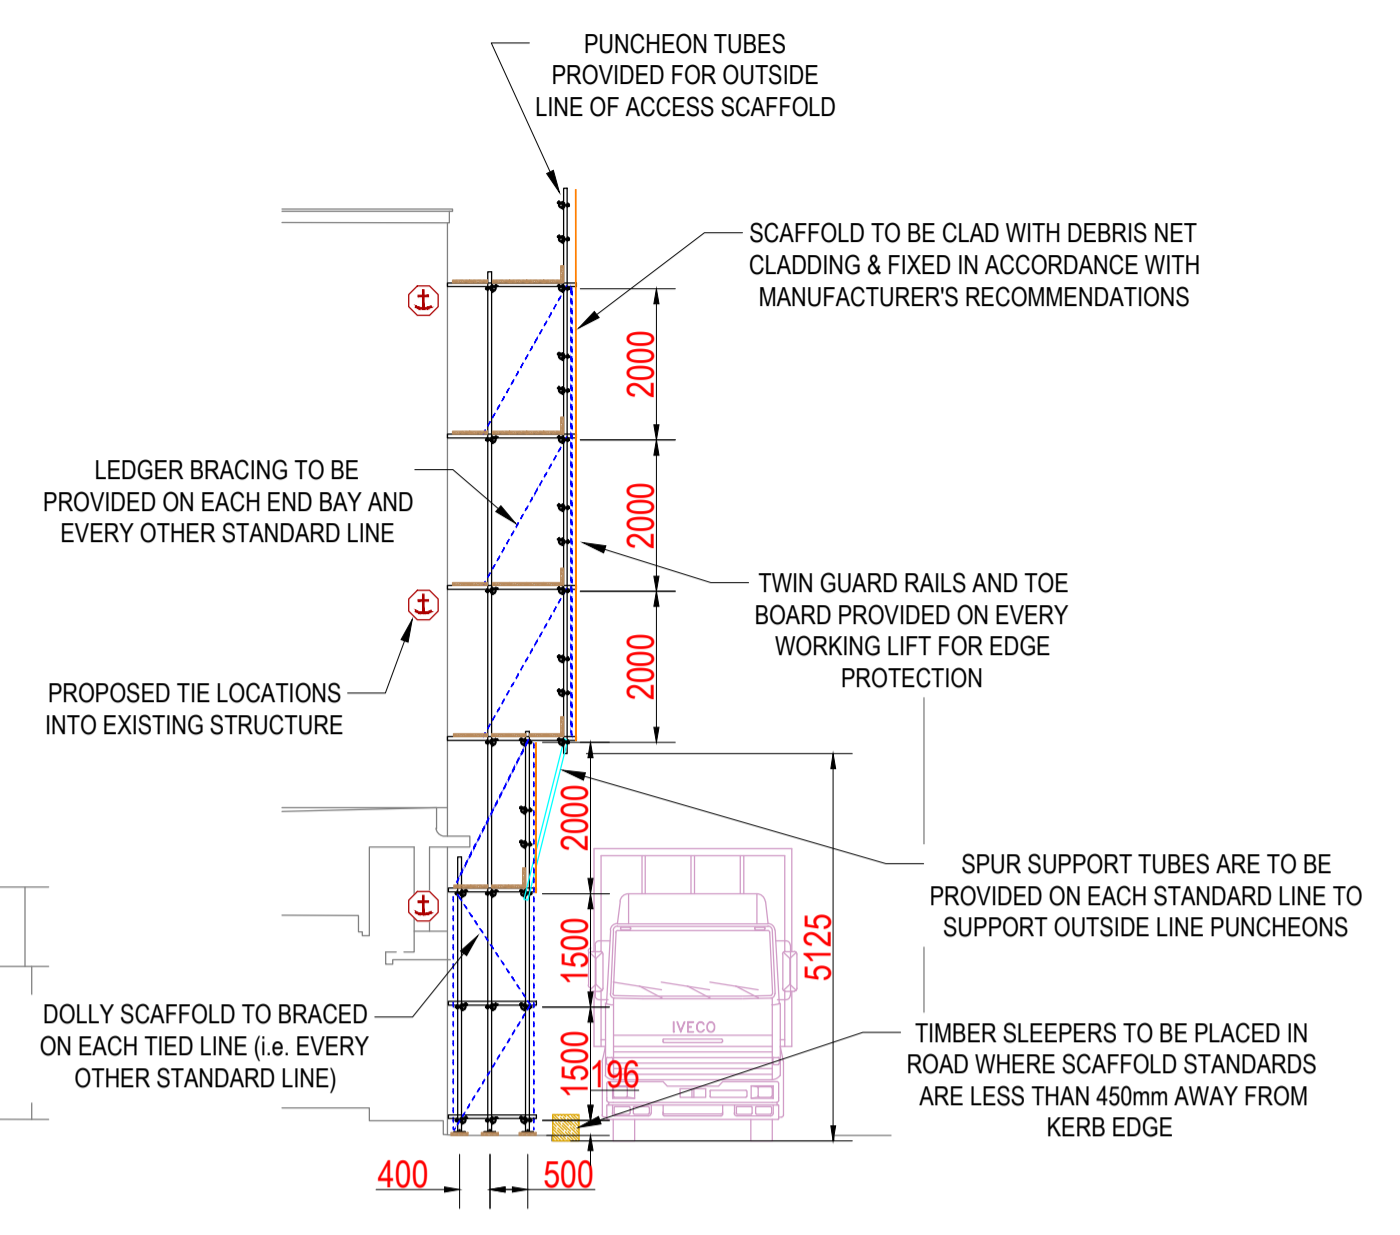 PUNCHEON TUBES
PROVIDED FOR OUTSIDE
LINE OF ACCESS SCAFFOLD
SCAFFOLD TO BE CLAD WITH DEBRIS NET
CLADDING & FIXED IN ACCORDANCE WITH
MANUFACTURER'S RECOMMENDATIONS
2000
LEDGER BRACING TO BE
PROVIDED ON EACH END BAY AND
EVERY OTHER STANDARD LINE
2000
TWIN GUARD RAILS AND TOE
BOARD PROVIDED ON EVERY
WORKING LIFT FOR EDGE
PROTECTION
2000
PROPOSED TIE LOCATIONS
INTO EXISTING STRUCTURE
2000
SPUR SUPPORT TUBES ARE TO BE
PROVIDED ON EACH STANDARD LINE TO
SUPPORT OUTSIDE LINE PUNCHEONS
1500
5125
DOLLY SCAFFOLD TO BRACED
ON EACH TIED LINE (i.e. EVERY
OTHER STANDARD LINE)
IVECO
TIMBER SLEEPERS TO BE PLACED IN
ROAD WHERE SCAFFOLD STANDARDS
ARE LESS THAN 450mm AWAY FROM
KERB EDGE
1500
196
400
500